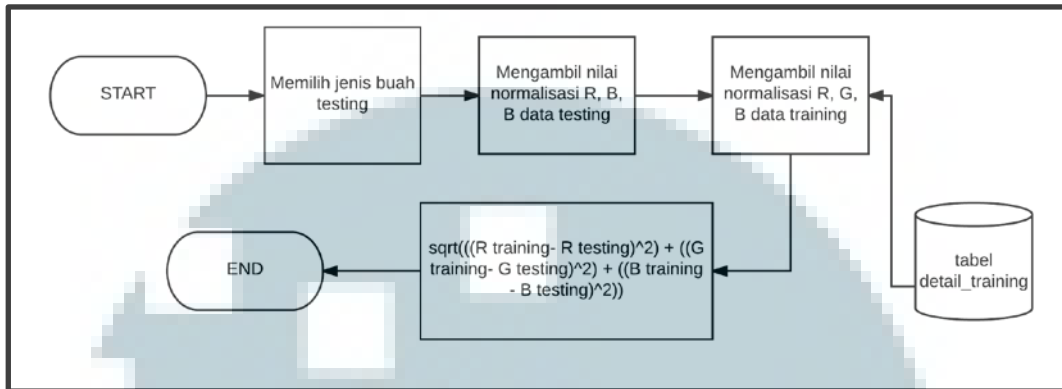 START
Memilih jenis buah
testing
Mengambil nilai
normalisasi R, B,
B data testing
Mengambil nilai
normalisasi R, G,
B data training
tabel
detail_training
sqrt(((R training- R testing)^2) + ((G
training- G testing)^2) + ((B training
- B testing)^2))
END